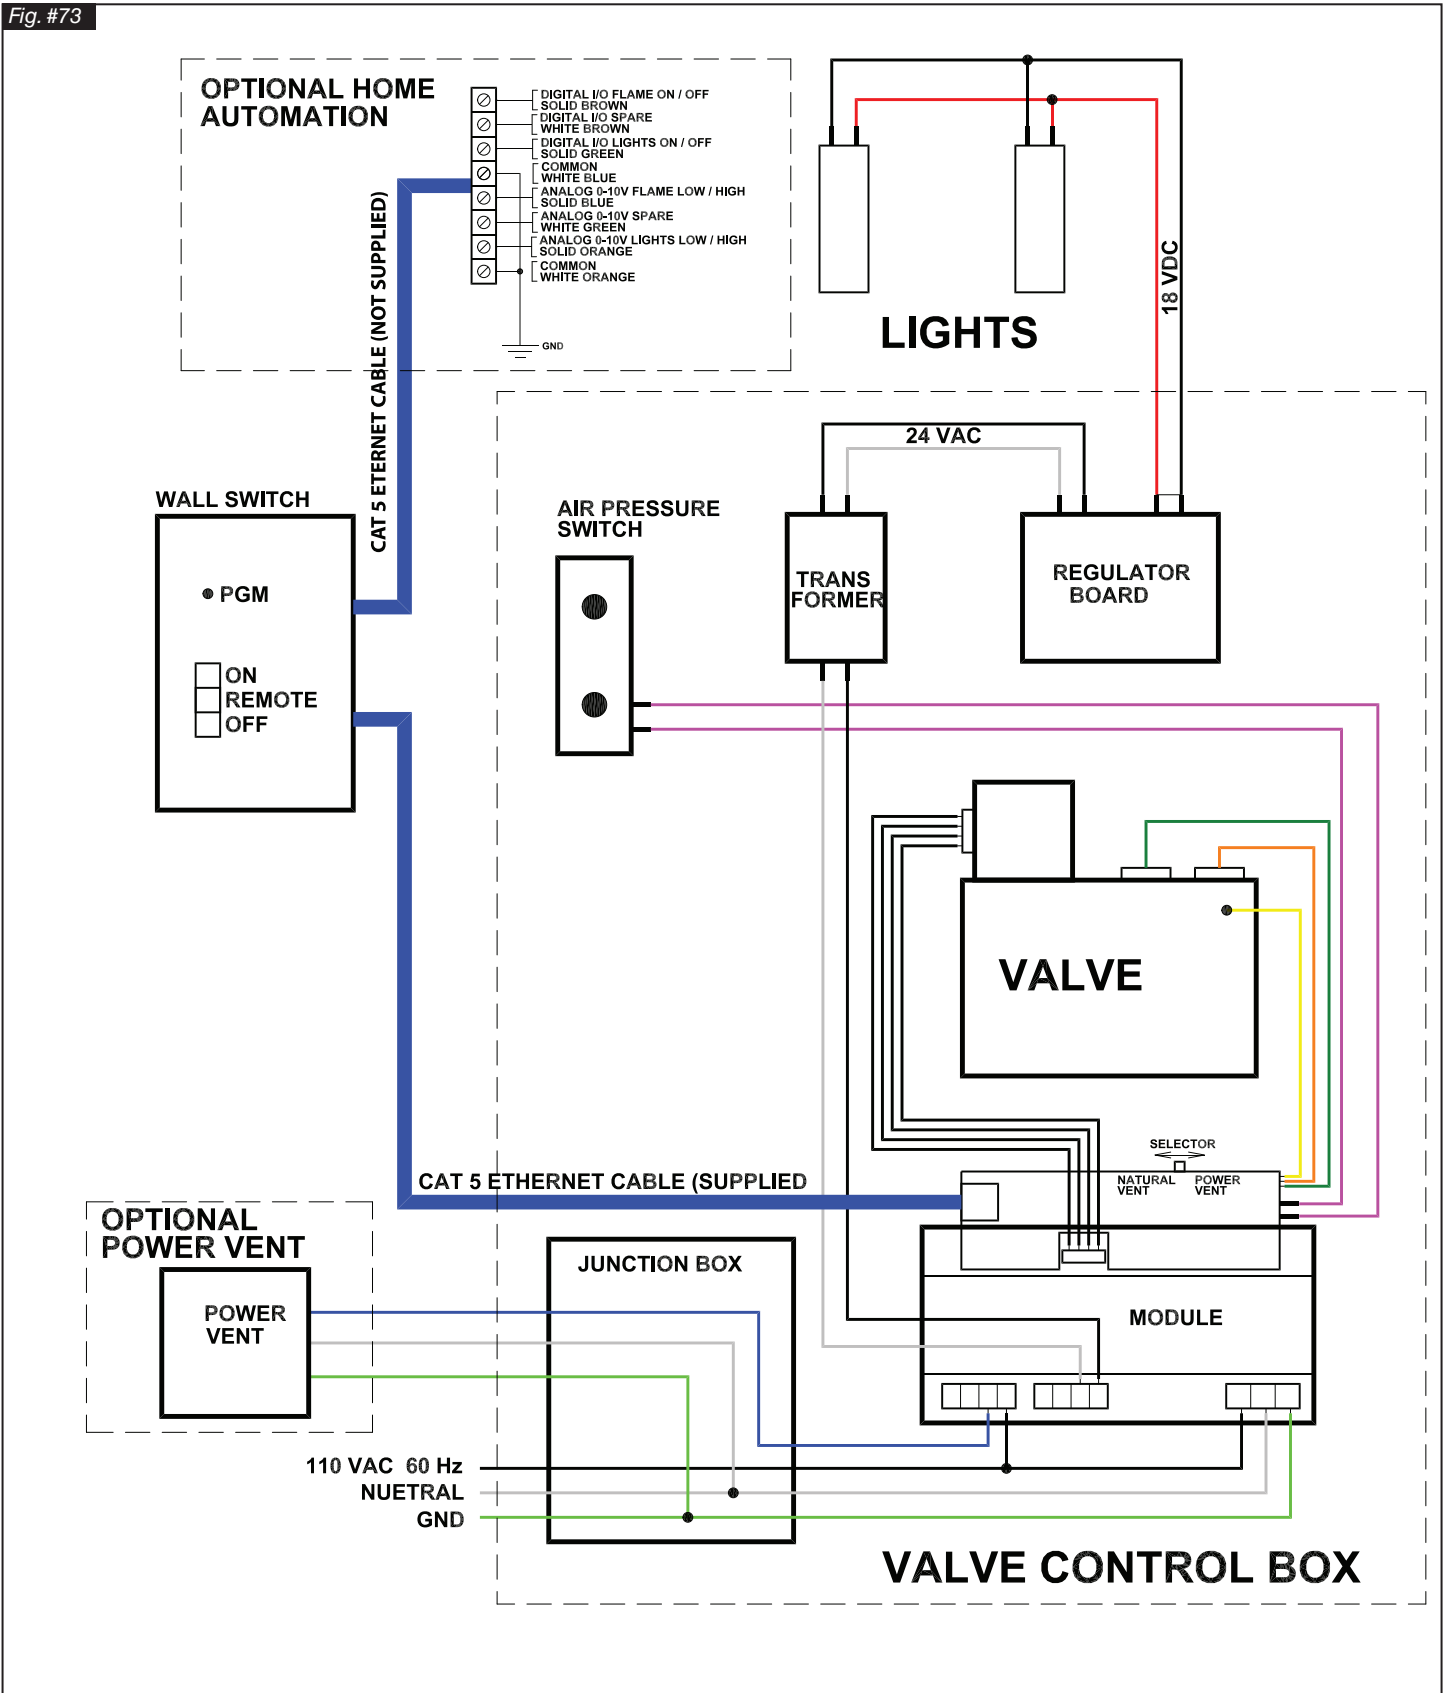 Fig. #73
OPTIONAL HOME
AUTOMATION
DIGITAL I/O FLAME ON / OFF
SOLID BROWN
DIGITAL I/O SPARE
WHITE BROWN
DIGITAL I/O LIGHTS ON / OFF
SOLID GREEN
COMMON
WHITE BLUE
ANALOG 0-10V FLAME LOW / HIGH
SOLID BLUE
ANALOG 0-10V SPARE
WHITE GREEN
ANALOG 0-10V LIGHTS LOW / HIGH
SOLID ORANGE
COMMON
WHITE ORANGE
GND
CAT 5 ETERNET CABLE (NOT SUPPLIED)
LIGHTS
18 VDC
24 VAC
WALL SWITCH
PGM
ON
REMOTE
OFF
AIR PRESSURE
SWITCH
TRANS
FORMER
REGULATOR
BOARD
VALVE
SELECTOR
NATURAL
VENT
POWER
VENT
CAT 5 ETHERNET CABLE (SUPPLIED
OPTIONAL
POWER VENT
POWER
VENT
JUNCTION BOX
MODULE
110 VAC 60 Hz
NUETRAL
GND
VALVE CONTROL BOX